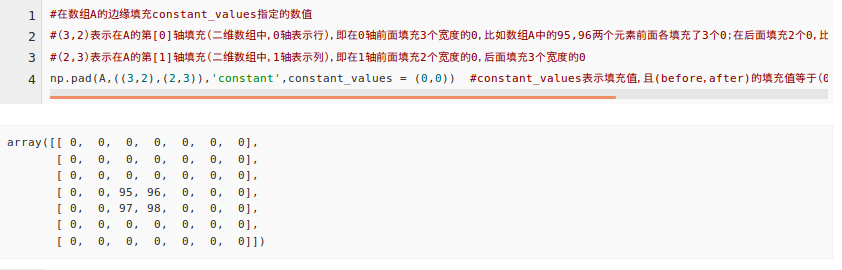 1 #在数组A的边缘填充constant_values指定的数值
2 #(3,2)表示在A的第[0]轴填充(二维数组中,0轴表示行),即在0轴前面填充3个宽度的0,比如数组A中的95,96两个元素前面各填充了3个0;在后面填充2个0,比
3 #(2,3)表示在A的第[1]轴填充(二维数组中,1轴表示列),即在1轴前面填充2个宽度的0,后面填充3个宽度的0
4 np.pad(A,((3,2),(2,3)),'constant',constant_values = (0,0))  #constant_values表示填充值,且(before,after)的填充值等于(0
array([[ 0,  0,  0,  0,  0,  0,  0],
       [ 0,  0,  0,  0,  0,  0,  0],
       [ 0,  0,  0,  0,  0,  0,  0],
       [ 0,  0, 95, 96,  0,  0,  0],
       [ 0,  0, 97, 98,  0,  0,  0],
       [ 0,  0,  0,  0,  0,  0,  0],
       [ 0,  0,  0,  0,  0,  0,  0]])